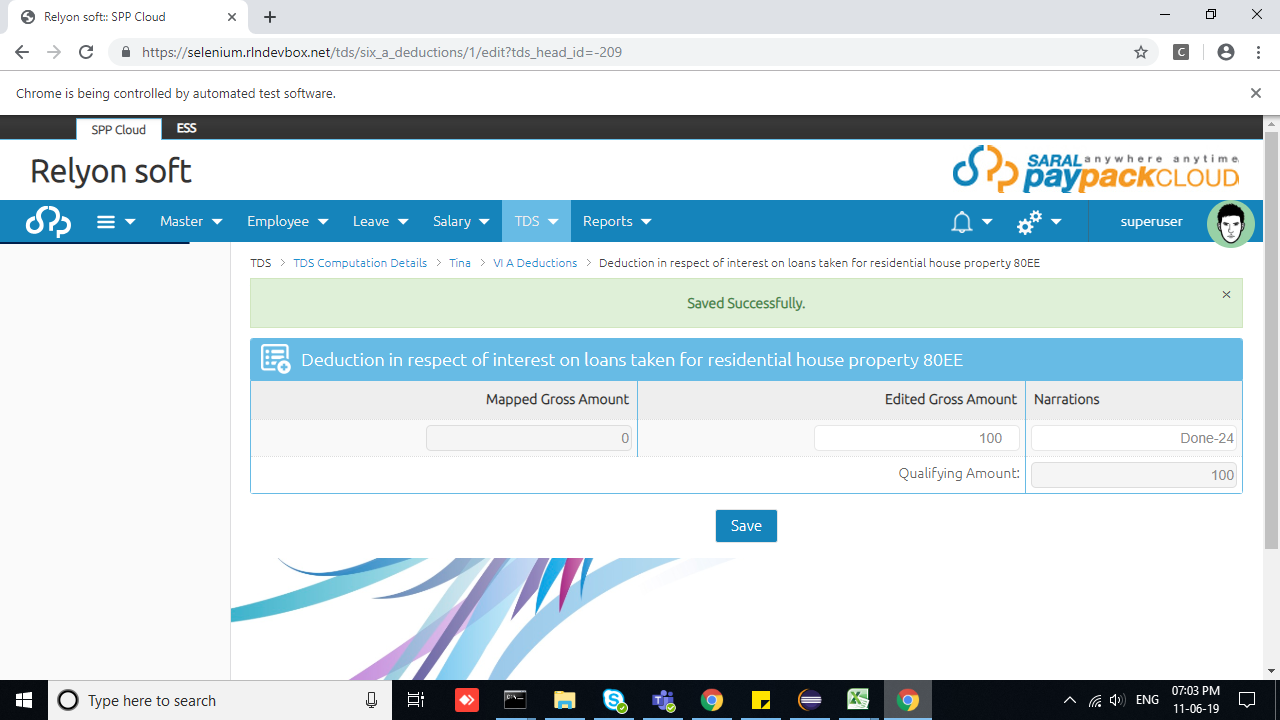 Relyon soft:: SPP Cloud
https://selenium.rlndevbox.net/tds/six_a_deductions/1/edit?tds_head_id=-209
C
Chrome is being controlled by automated test software.
SPP Cloud ESS
Relyon soft
SARAL anywhere anytime
paypackCLOUD
Master Employee Leave Salary TDS Reports superuser
TDS > TDS Computation Details > Tina > VI A Deductions > Deduction in respect of interest on loans taken for residential house property 80EE
Saved Successfully. ×
Deduction in respect of interest on loans taken for residential house property 80EE
Mapped Gross Amount Edited Gross Amount Narrations
0 100 Done-24
Qualifying Amount: 100
Save
Type here to search
ENG
07:03 PM
11-06-19